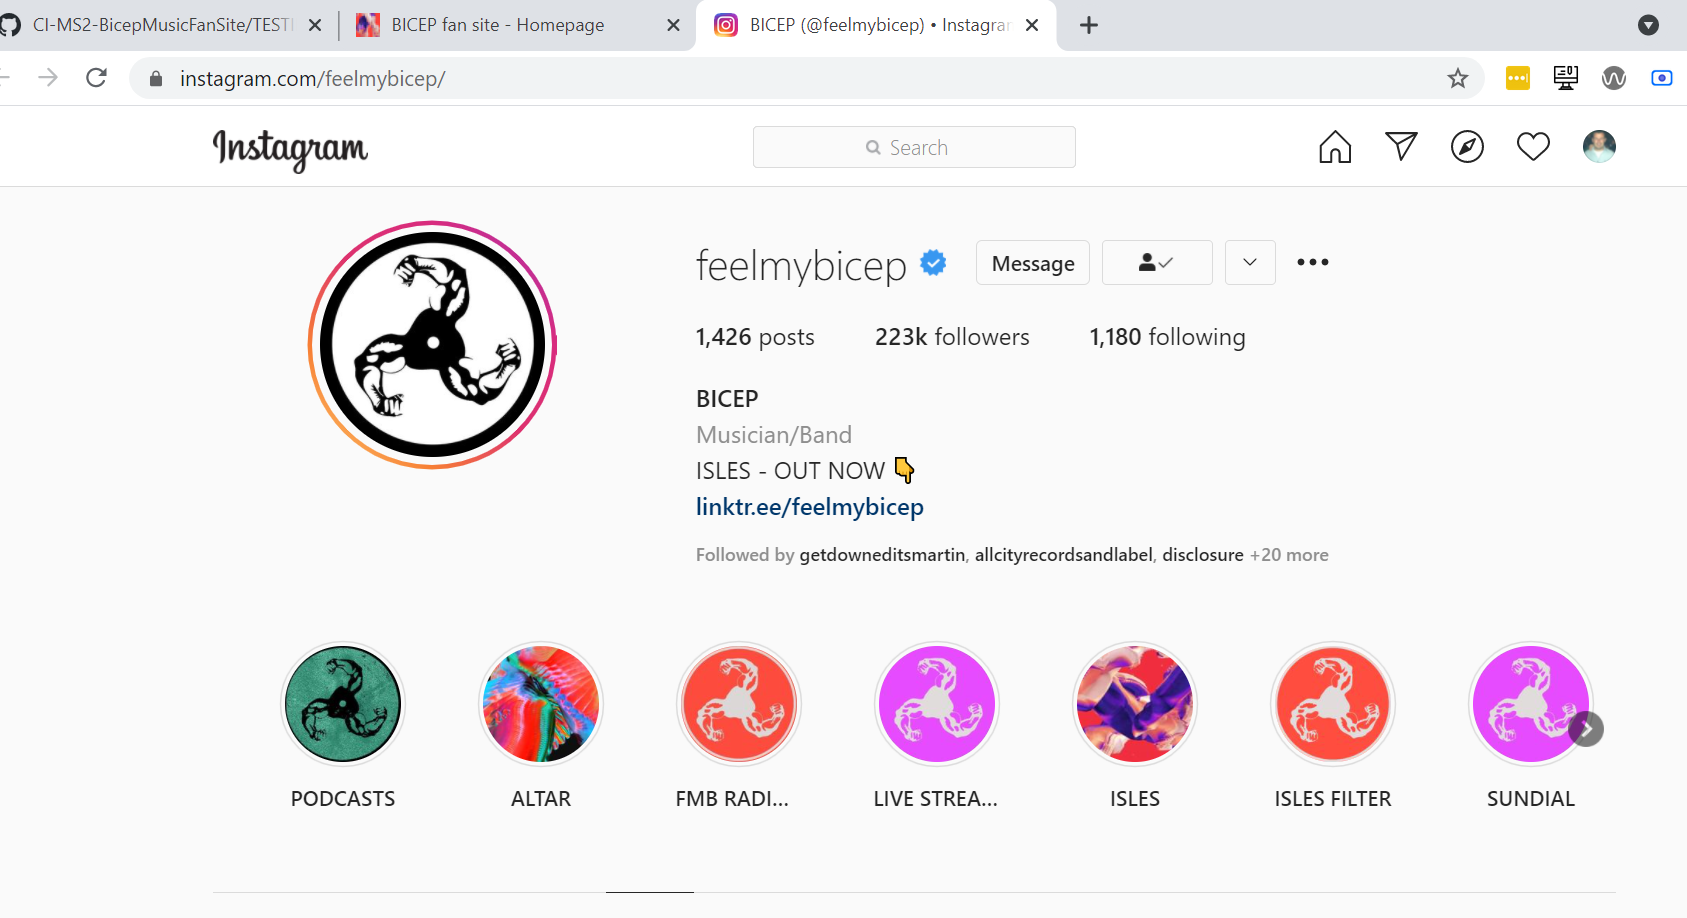 CI-MS2-BicepMusicFanSite/TESTI
BICEP fan site - Homepage
BICEP (@feelmybicep) • Instagram
instagram.com/feelmybicep/
Instagram
Search
feelmybicep
Message
1,426 posts
223k followers
1,180 following
BICEP
Musician/Band
ISLES - OUT NOW 👇
linktr.ee/feelmybicep
Followed by getdowneditsmartin, allcityrecordsandlabel, disclosure +20 more
PODCASTS
ALTAR
FMB RADI...
LIVE STREA...
ISLES
ISLES FILTER
SUNDIAL